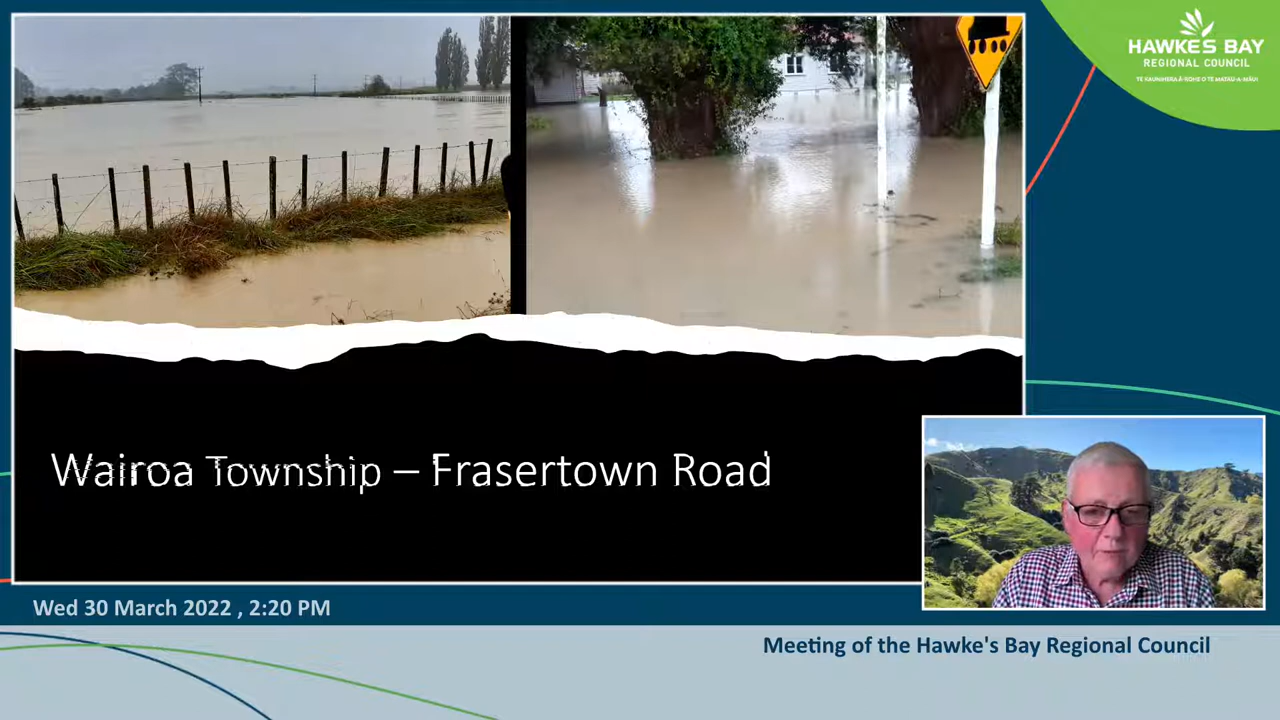 HAWKE'S BAY
REGIONAL COUNCIL
TE KAUNIHERA Ā-ROHE O TE MATAU-A-MĀUI
Wairoa Township – Frasertown Road
Wed 30 March 2022 , 2:20 PM
Meeting of the Hawke's Bay Regional Council